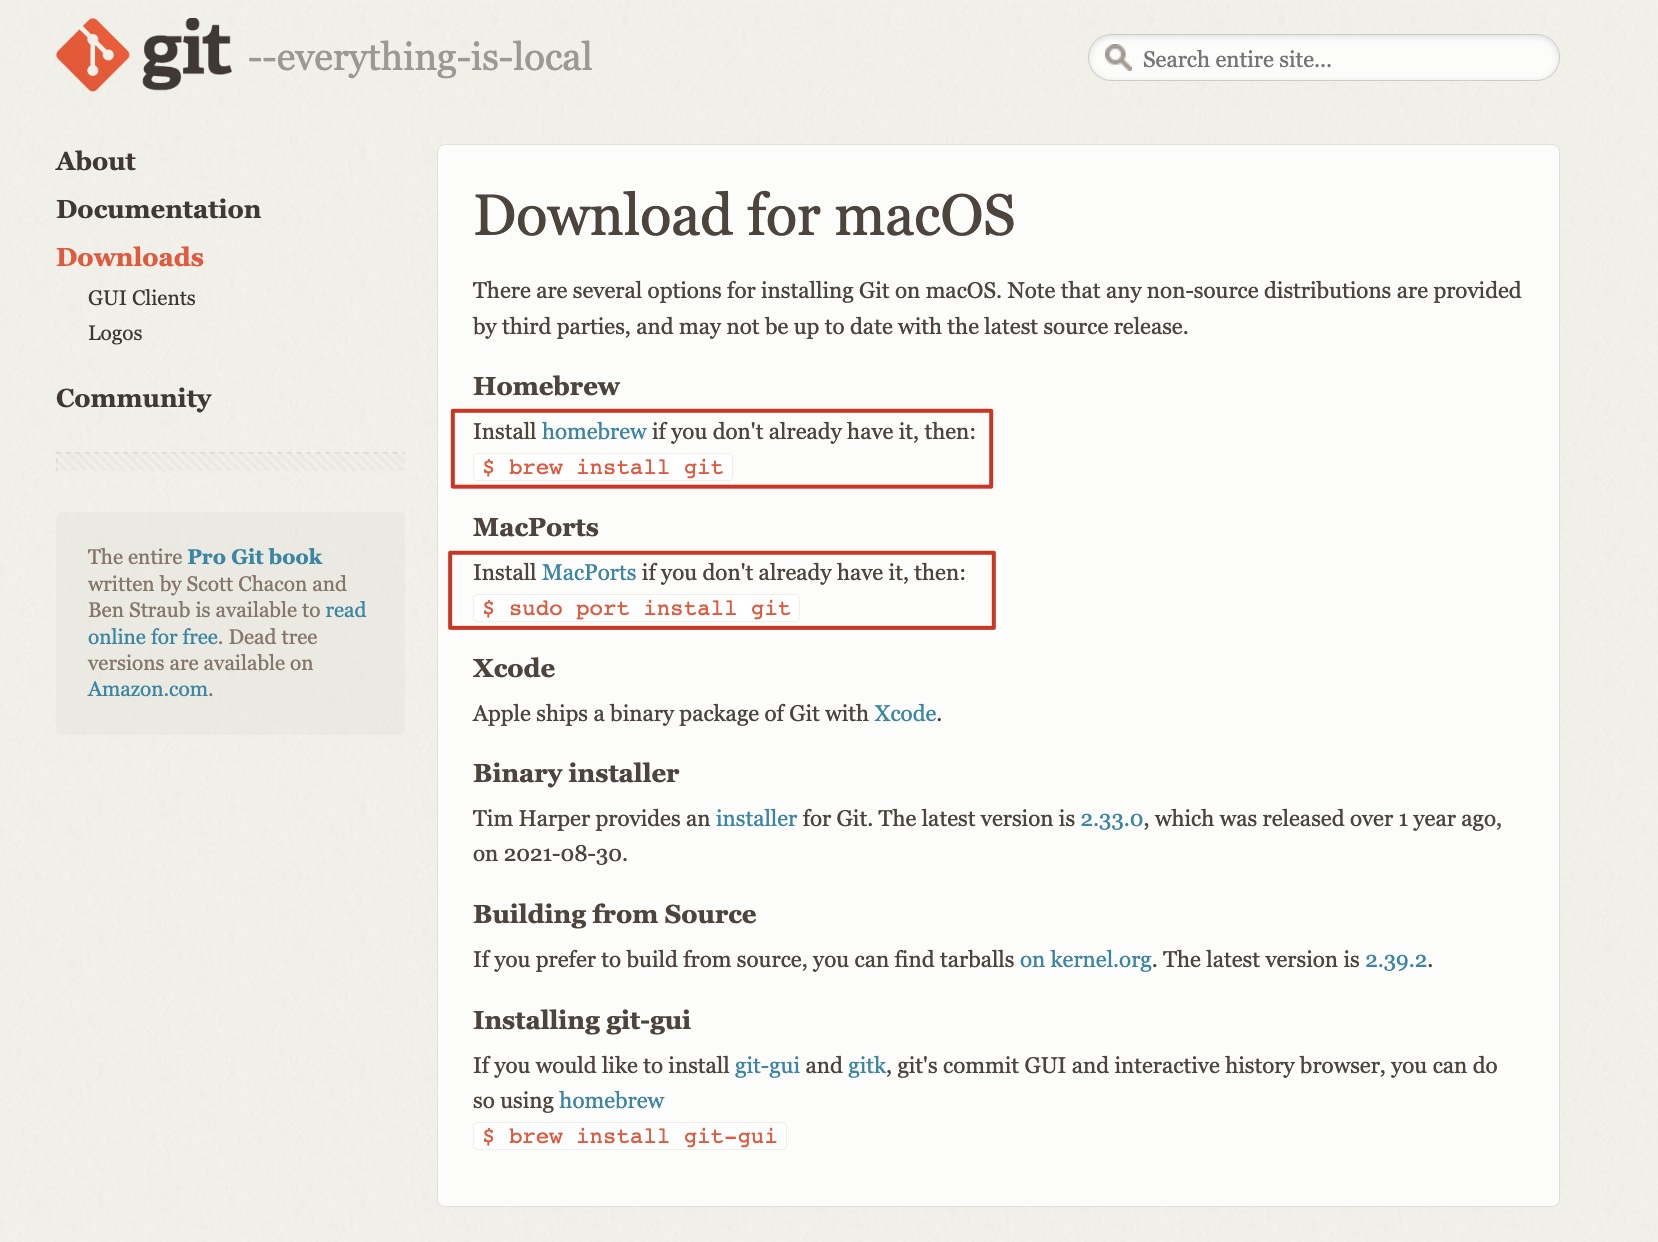 git --everything-is-local
Search entire site...
About
Documentation
Downloads
GUI Clients
Logos
Community
The entire Pro Git book
written by Scott Chacon and
Ben Straub is available to read
online for free. Dead tree
versions are available on
Amazon.com.
Download for macOS
There are several options for installing Git on macOS. Note that any non-source distributions are provided
by third parties, and may not be up to date with the latest source release.
Homebrew
Install homebrew if you don't already have it, then:
$ brew install git
MacPorts
Install MacPorts if you don't already have it, then:
$ sudo port install git
Xcode
Apple ships a binary package of Git with Xcode.
Binary installer
Tim Harper provides an installer for Git. The latest version is 2.33.0, which was released over 1 year ago,
on 2021-08-30.
Building from Source
If you prefer to build from source, you can find tarballs on kernel.org. The latest version is 2.39.2.
Installing git-gui
If you would like to install git-gui and gitk, git's commit GUI and interactive history browser, you can do
so using homebrew
$ brew install git-gui